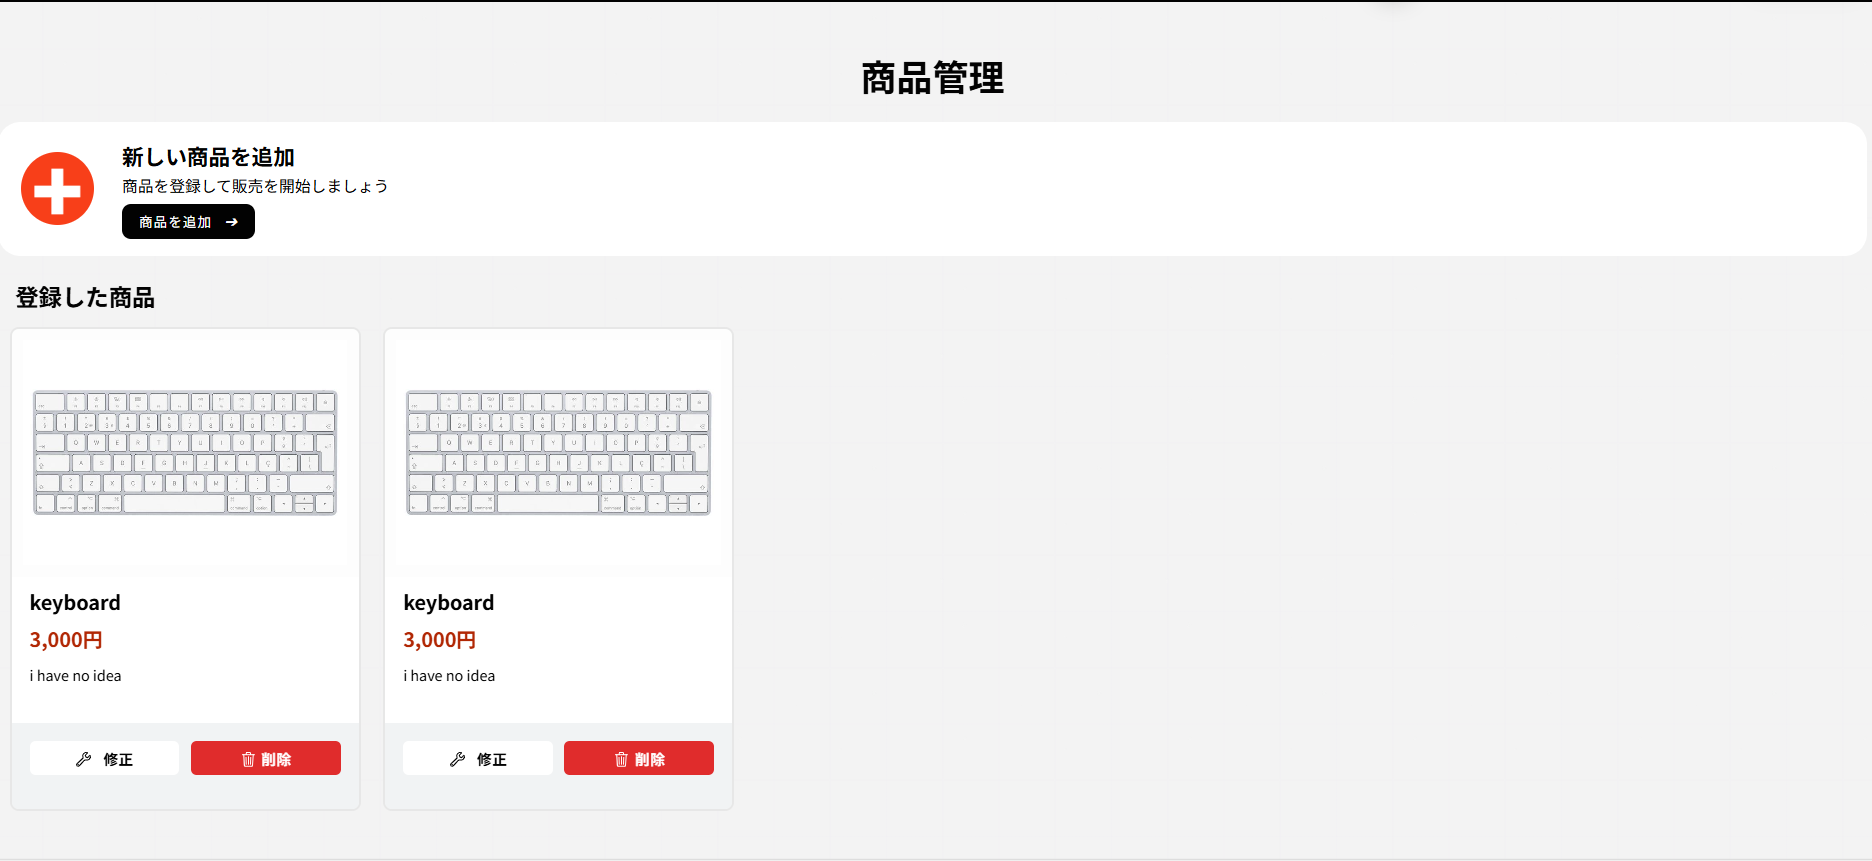 商品管理
新しい商品を追加
商品を登録して販売を開始しましょう
商品を追加 →
登録した商品
keyboard
3,000円
i have no idea
修正 削除
keyboard
3,000円
i have no idea
修正 削除